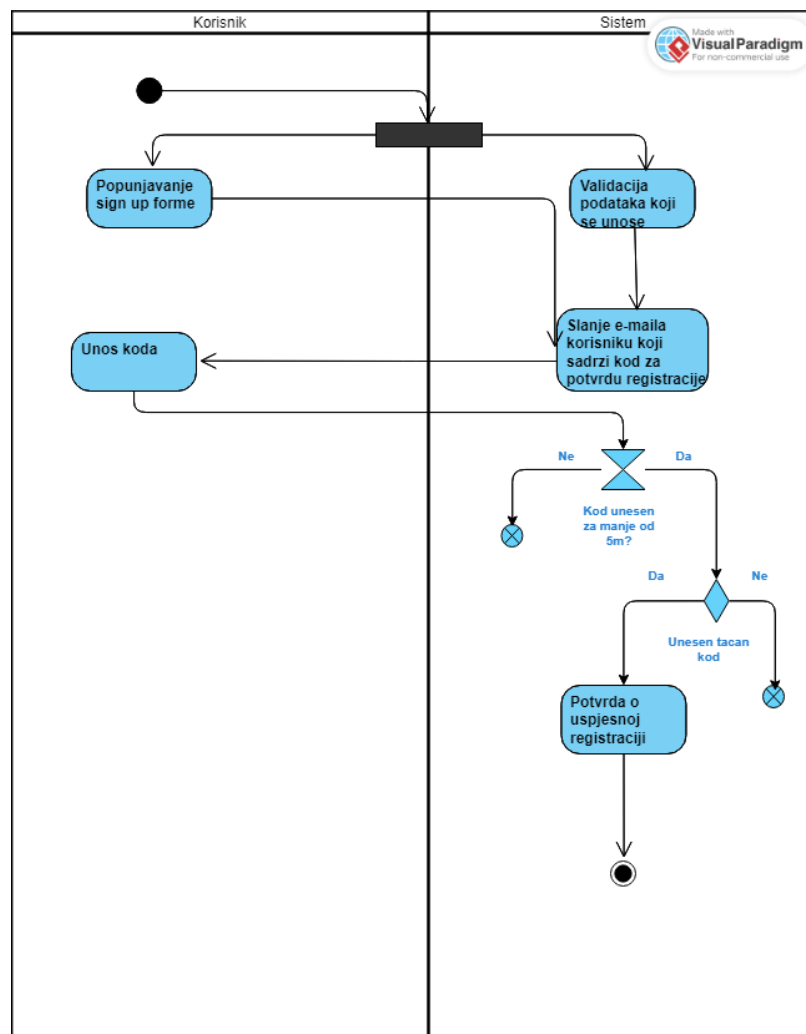 Korisnik
Sistem
Made with
Visual Paradigm
For non-commercial use
Popunjavanje
sign up forme
Validacija
podataka koji
se unose
Slanje e-maila
korisniku koji
sadrzi kod za
potvrdu registracije
Unos koda
Ne
Da
Kod unesen
za manje od
5m?
Da
Ne
Unesen tacan
kod
Potvrda o
uspjesnoj
registraciji